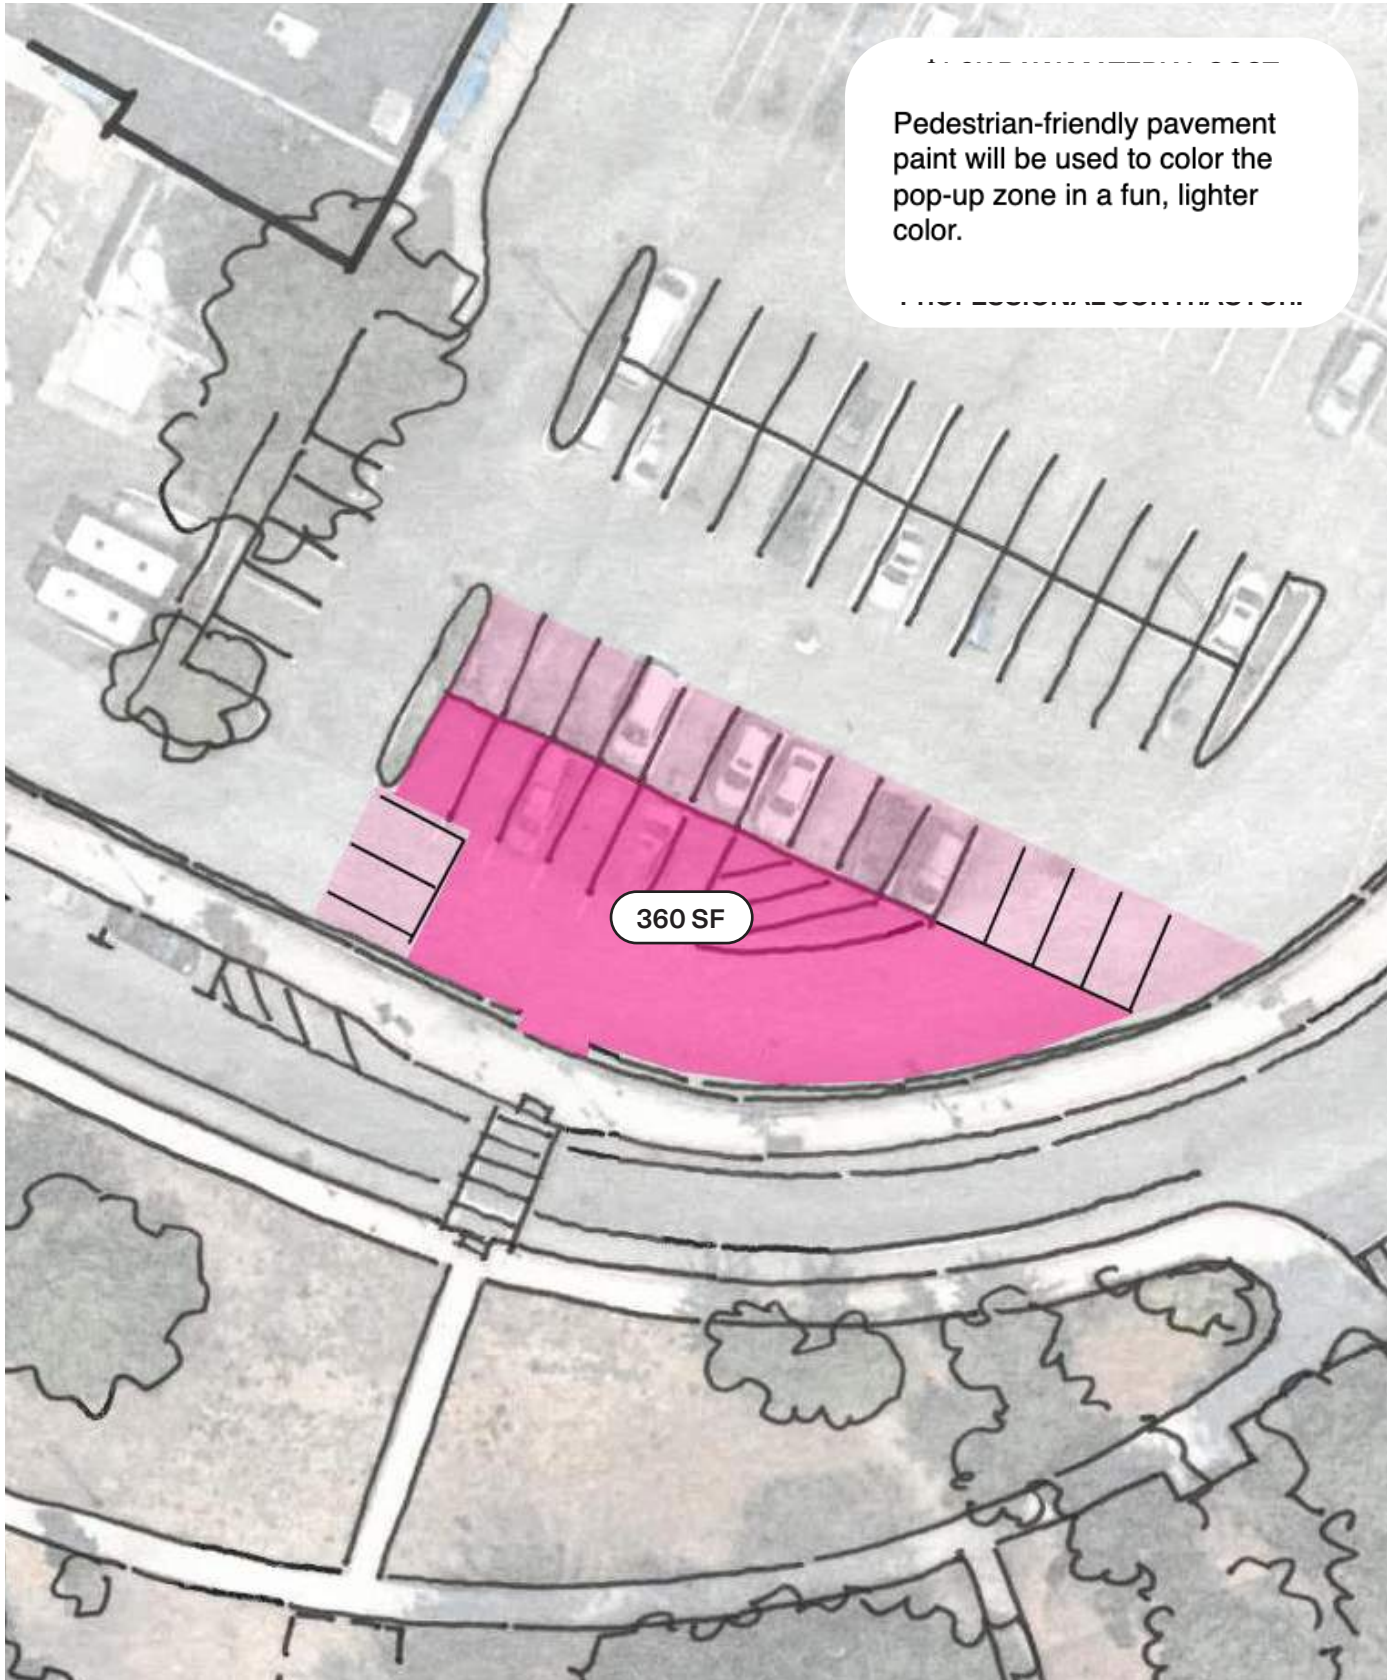 Pedestrian-friendly pavement
paint will be used to color the
pop-up zone in a fun, lighter
color.
360 SF